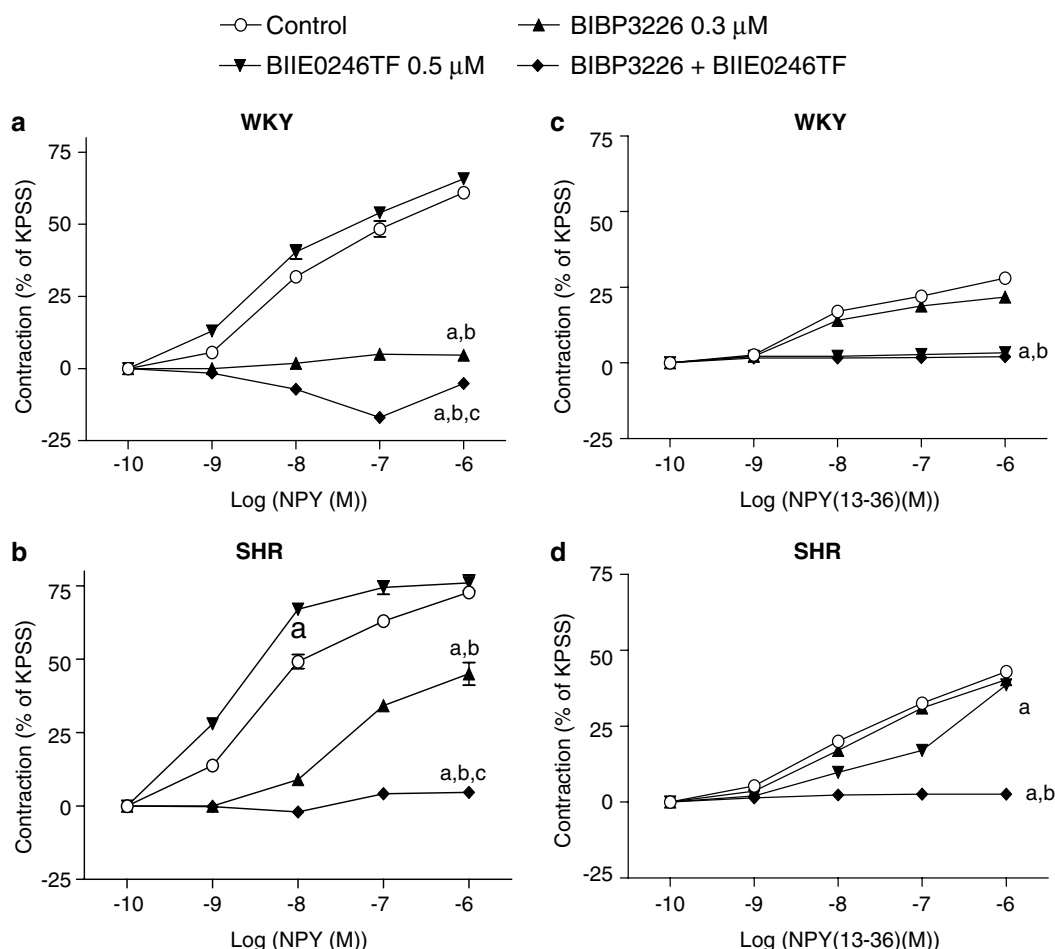 Control
BIBP3226 0.3 μM
BIIE0246TF 0.5 μM
BIBP3226 + BIIE0246TF
a
WKY
75
50
25
0
-25
Contraction (% of KPSS)
a,b
a,b,c
-10 -9 -8 -7 -6
Log (NPY (M))
c
WKY
75
50
25
0
-25
Contraction (% of KPSS)
a,b
-10 -9 -8 -7 -6
Log (NPY(13-36)(M))
b
SHR
75
50
25
0
-25
Contraction (% of KPSS)
a
a,b
a,b,c
-10 -9 -8 -7 -6
Log (NPY (M))
d
SHR
75
50
25
0
-25
Contraction (% of KPSS)
a
a,b
-10 -9 -8 -7 -6
Log (NPY(13-36)(M))